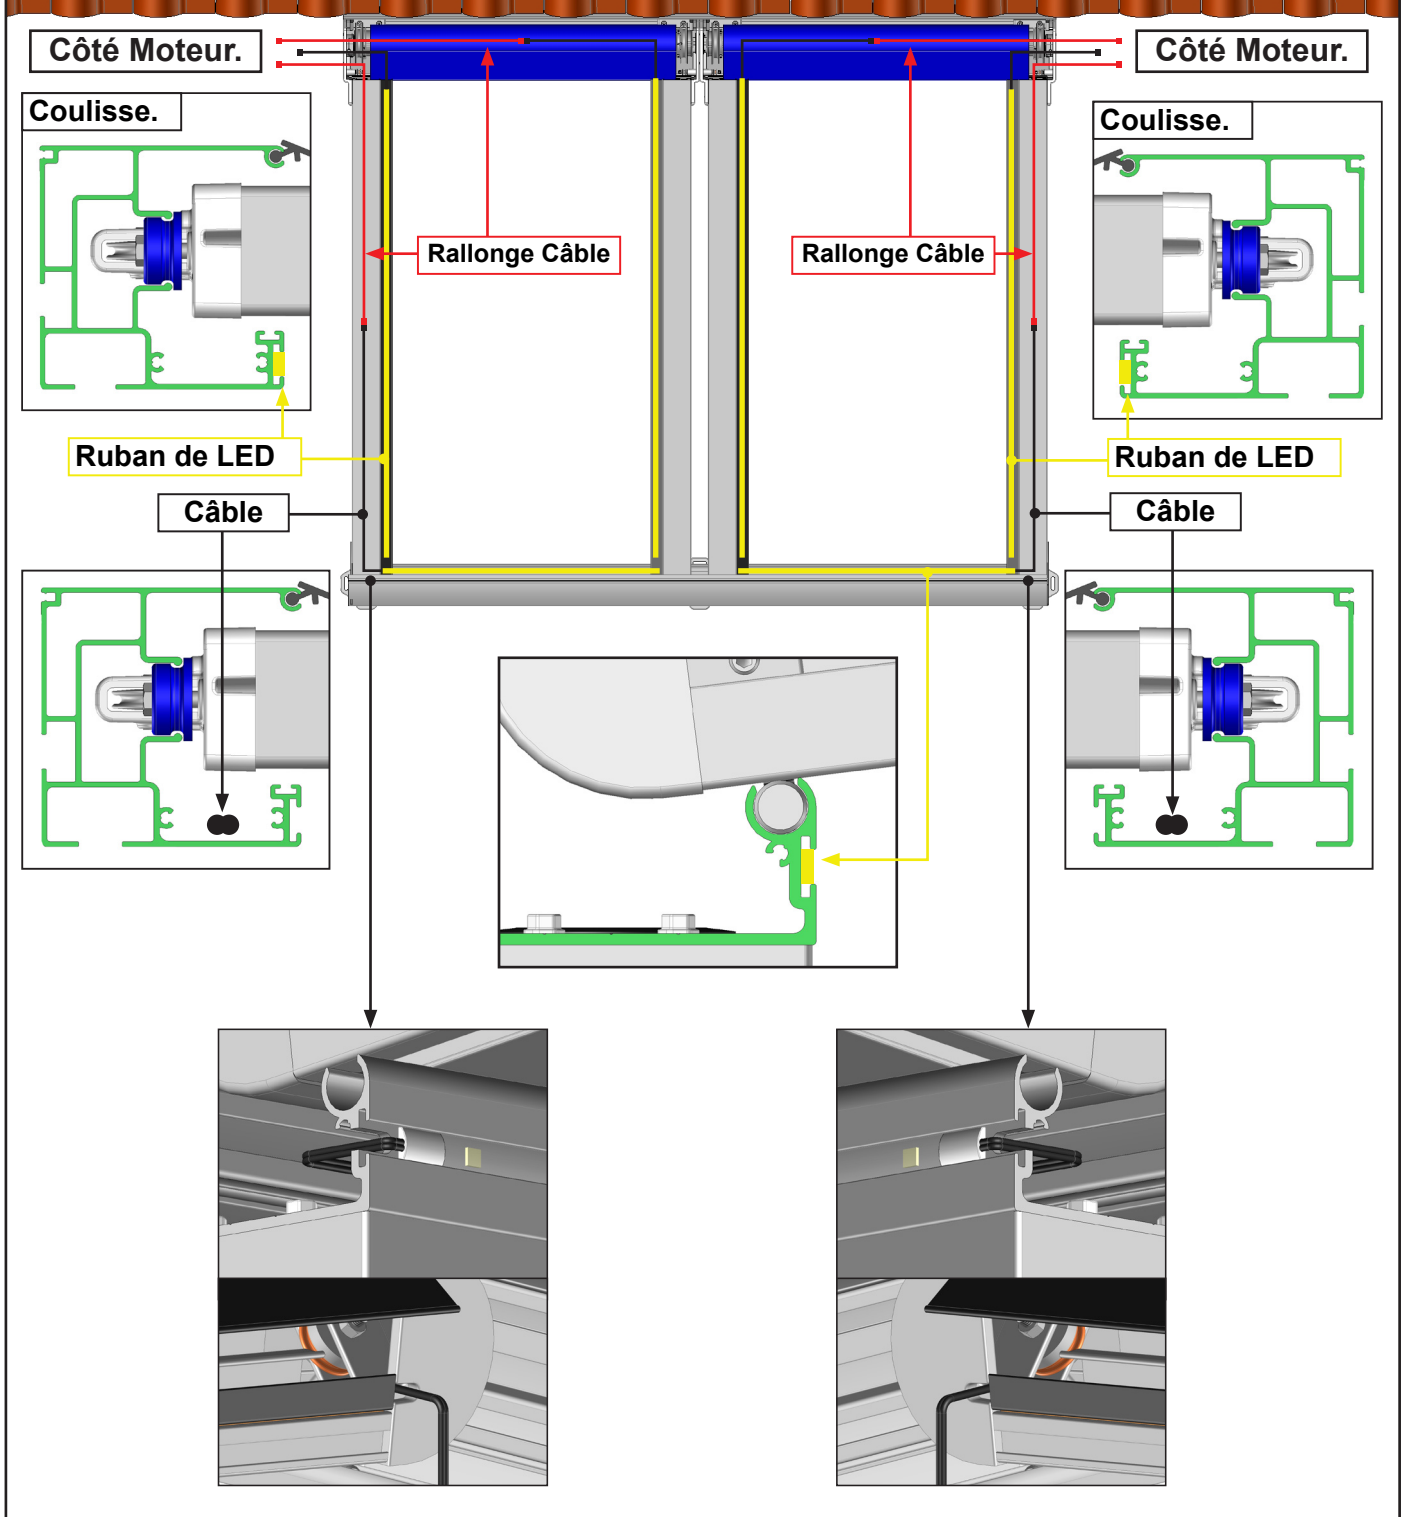 Côté Moteur.
Côté Moteur.
Coulisse.
Coulisse.
Rallonge Câble
Rallonge Câble
Ruban de LED
Ruban de LED
Câble
Câble